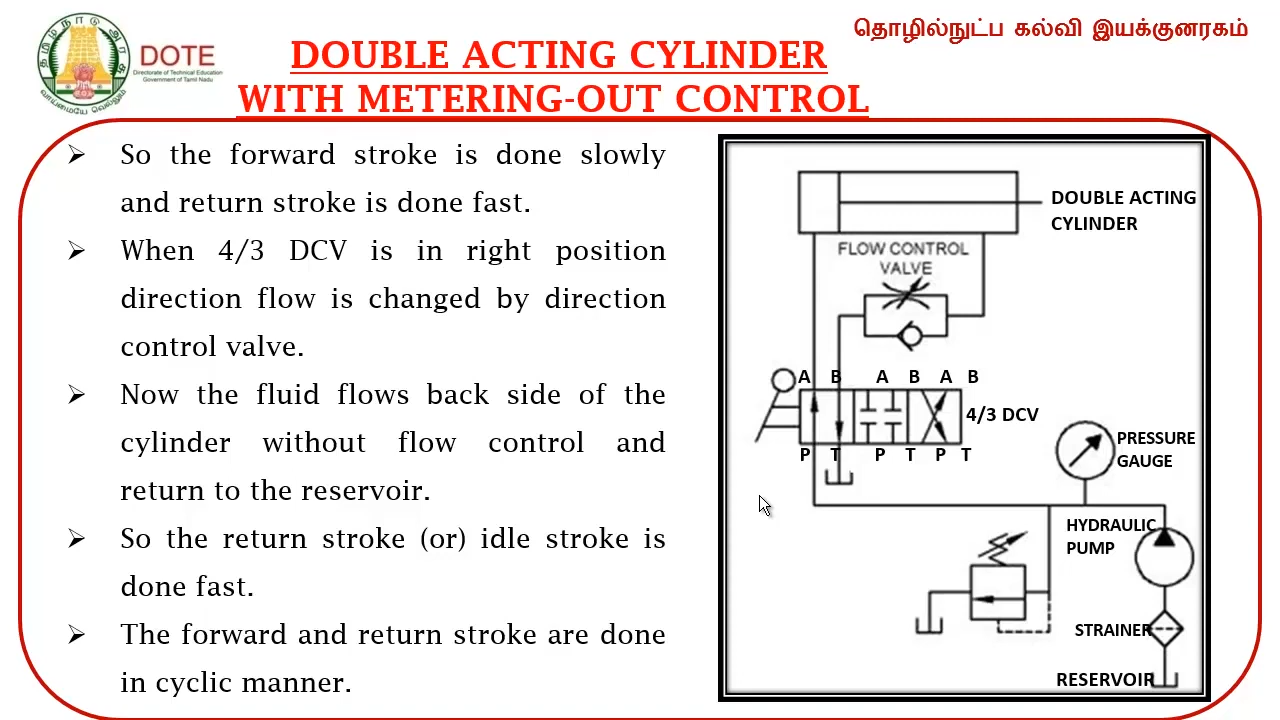 தொழில்நுட்ப கல்வி இயக்குனரகம்
DOTE
Directorate of Technical Education
Government of Tamil Nadu
DOUBLE ACTING CYLINDER
WITH METERING-OUT CONTROL
➢ So the forward stroke is done slowly
and return stroke is done fast.
➢ When 4/3 DCV is in right position
direction flow is changed by direction
control valve.
➢ Now the fluid flows back side of the
cylinder without flow control and
return to the reservoir.
➢ So the return stroke (or) idle stroke is
done fast.
➢ The forward and return stroke are done
in cyclic manner.
DOUBLE ACTING
CYLINDER
FLOW CONTROL
VALVE
A B A B A B
4/3 DCV
P T P T P T
PRESSURE
GAUGE
HYDRAULIC
PUMP
STRAINER
RESERVOIR